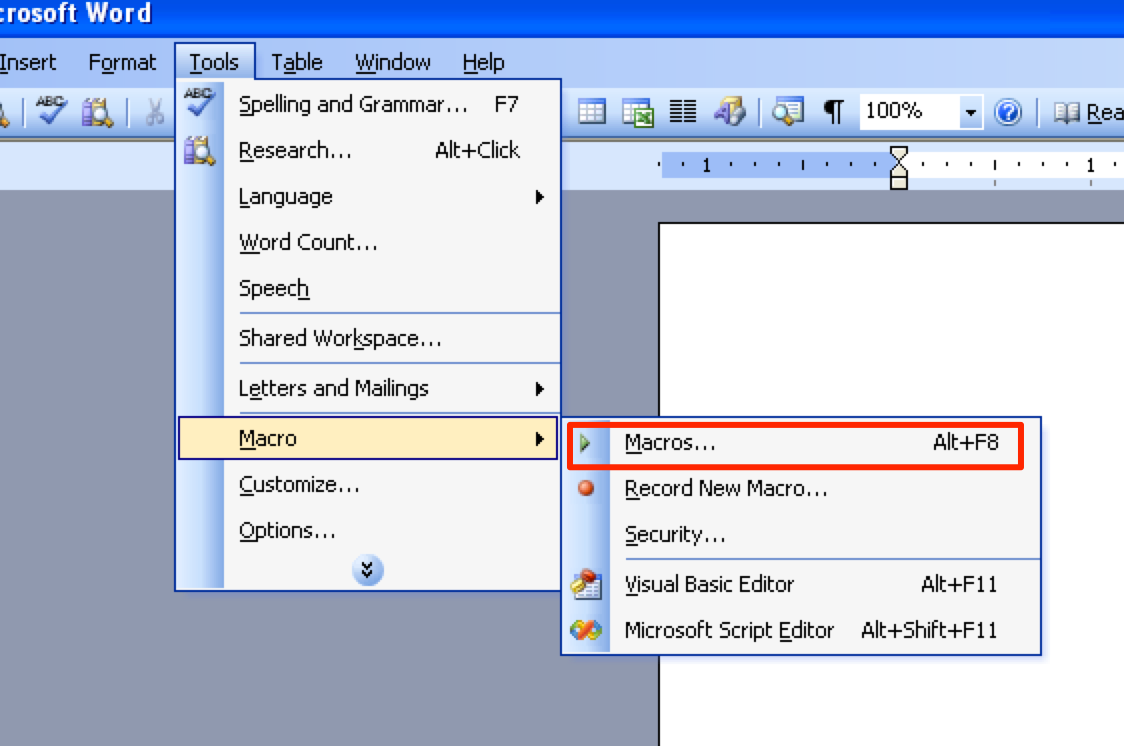 crosoft Word
Insert Format Tools Table Window Help
ABC 100% Rea
ABC Spelling and Grammar... F7
Research... Alt+Click
1 1
Language
Word Count...
Speech
Shared Workspace...
Letters and Mailings
Macro
Macros... Alt+F8
Customize...
Record New Macro...
Options...
Security...
Visual Basic Editor Alt+F11
Microsoft Script Editor Alt+Shift+F11